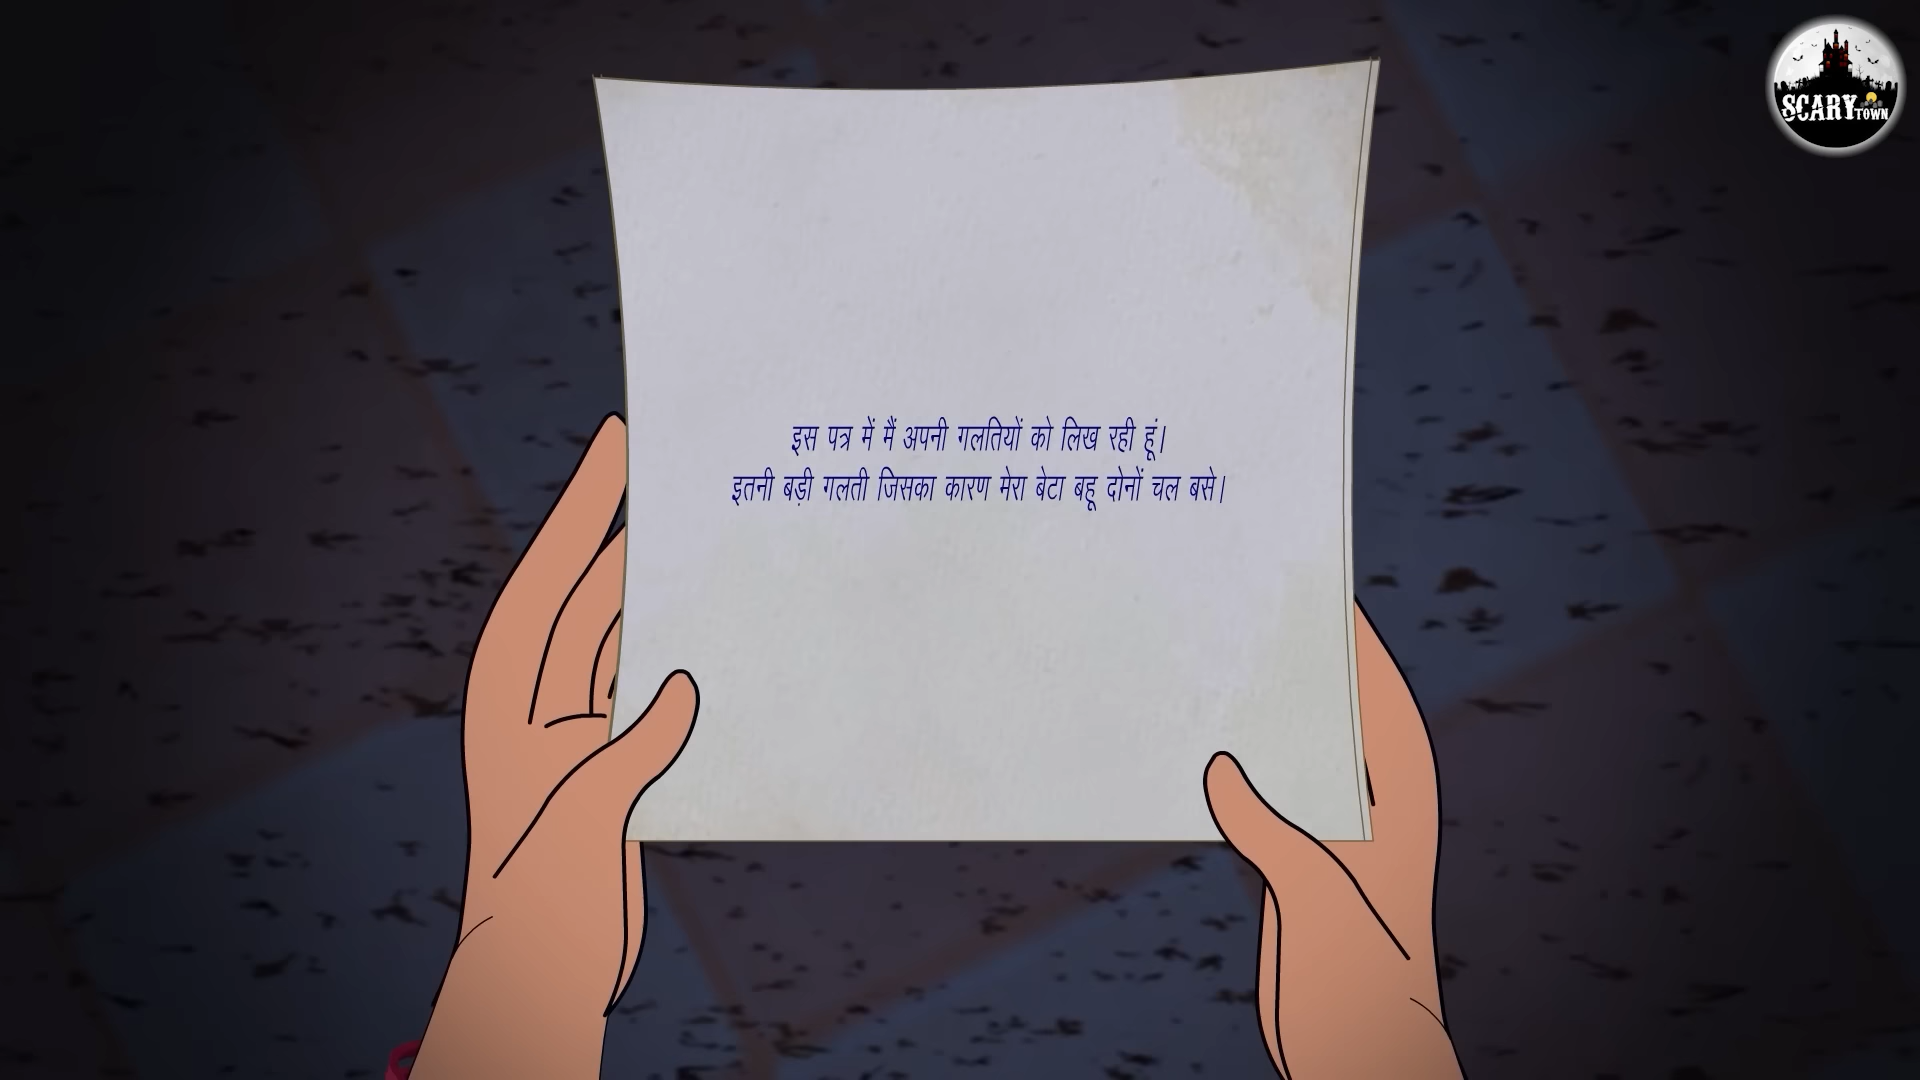 SCARY TOWN
इस पत्र में मैं अपनी गलतियों को लिख रही हूं।
इतनी बड़ी गलती जिसका कारण मेरा बेटा बहू दोनों चल बसे।